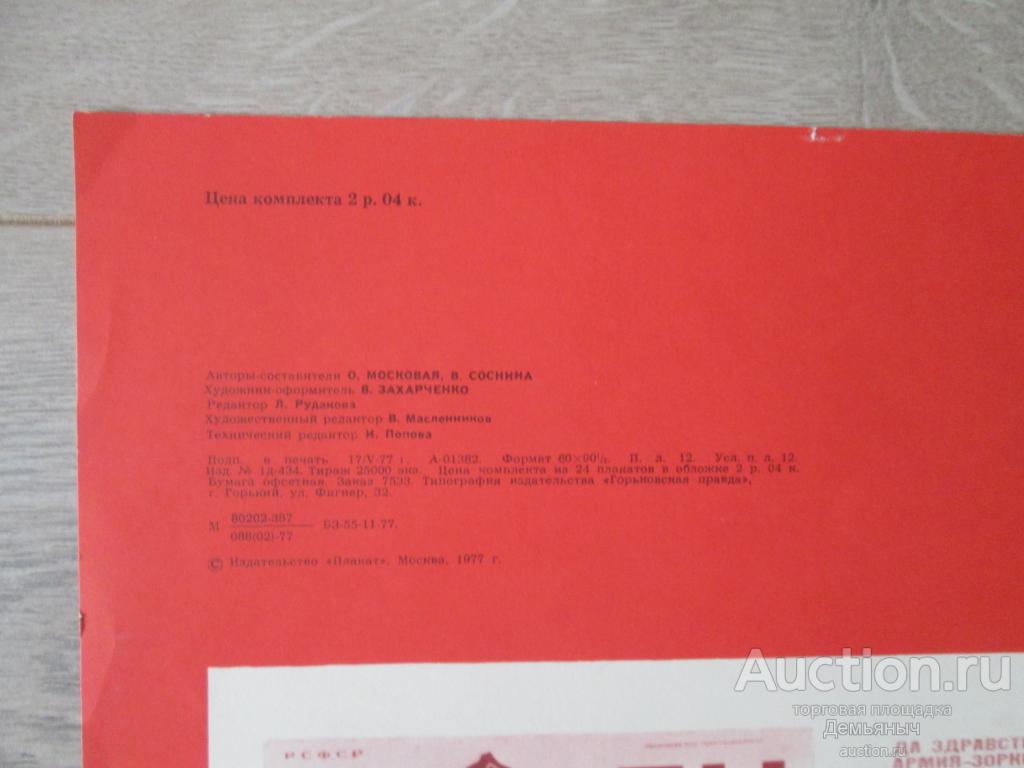 Цена комплекта 2 р. 04 к.
Авторы-составители О. МОСКОВАЯ, В. СОСНИНА
Художник-оформитель В. ЗАХАРЧЕНКО
Редактор Л. Рудакова
Художественный редактор В. Масленников
Технический редактор И. Попова
Подп. в печать 17/V-77 г. А-01382. Формат 60×90½. П. л. 12. Усл. п. л. 12.
Изд. № 1д-434. Тираж 25000 экз. Цена комплекта из 24 плакатов в обложке 2 р. 04 к.
Бумага офсетная. Заказ 7533. Типография издательства «Горьковская правда»,
г. Горький, ул. Фигнер, 32.
80202-387
М БЗ-55-11-77.
088(02)-77
© Издательство «Плакат», Москва, 1977 г.
Auction.ru
торговая площадка
Демьяныч
auction.ru
РСФСР
ДА ЗДРАВСТ
АРМИЯ-ЗОРК